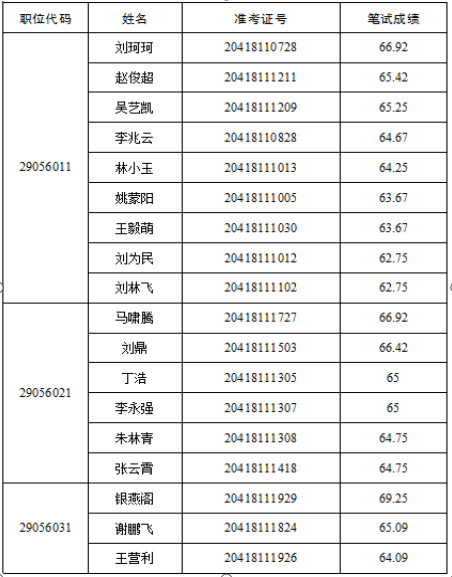 职位代码 姓名 准考证号 笔试成绩
29056011 刘珂珂 20418110728 66.92
赵俊超 20418111211 65.42
吴艺凯 20418111209 65.25
李兆云 20418110828 64.67
林小玉 20418111013 64.25
姚蒙阳 20418111005 63.67
王毅萌 20418111030 63.67
刘为民 20418111012 62.75
刘林飞 20418111102 62.75
29056021 马啸腾 20418111727 66.92
刘鼎 20418111503 66.42
丁浩 20418111305 65
李永强 20418111307 65
朱林青 20418111308 64.75
张云霄 20418111418 64.75
29056031 银燕阁 20418111929 69.25
谢鹏飞 20418111824 65.09
王营利 20418111926 64.09